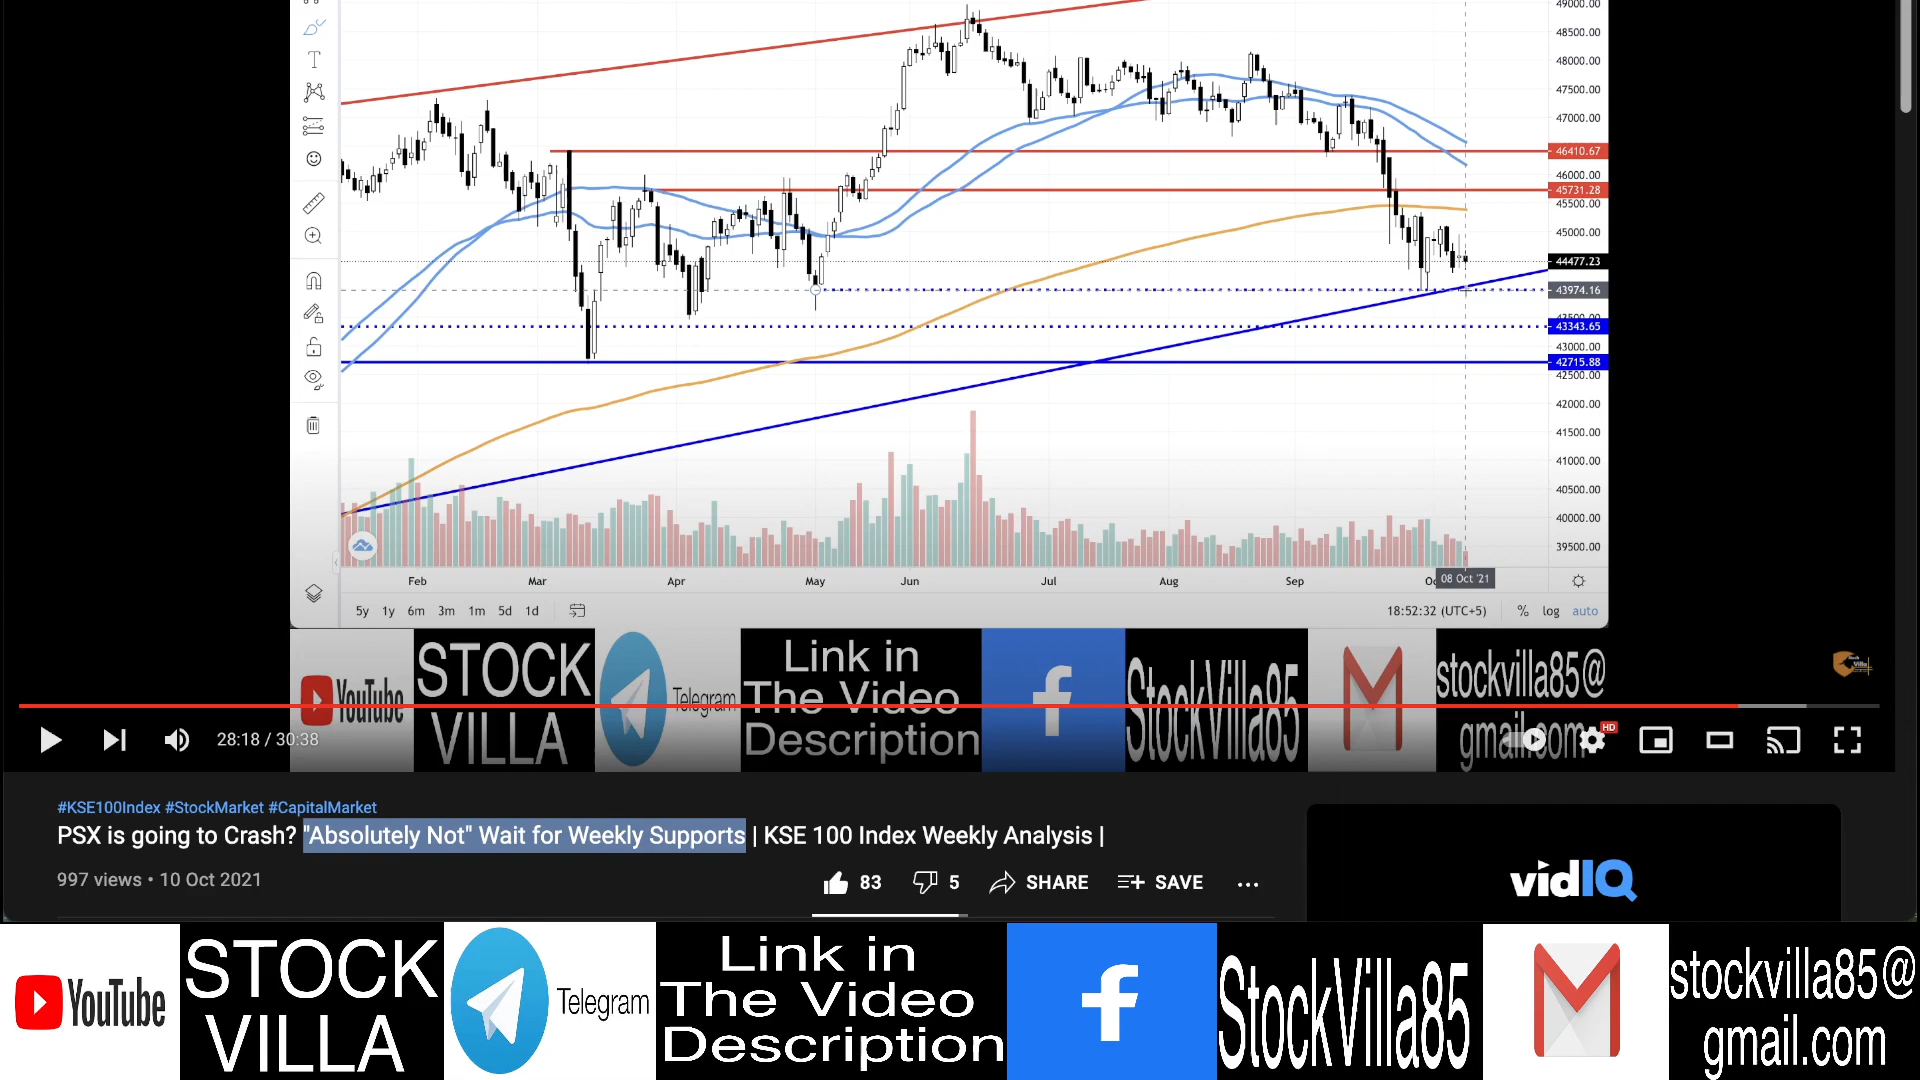 49000.00
48500.00
48000.00
47500.00
47000.00
46410.67
46000.00
45731.28
45500.00
45000.00
44477.23
43974.16
43343.65
43000.00
42715.88
42500.00
42000.00
41500.00
41000.00
40500.00
40000.00
39500.00
Feb Mar Apr May Jun Jul Aug Sep 08 Oct '21
5y 1y 6m 3m 1m 5d 1d 18:52:32 (UTC+5) % log auto
YouTube
STOCK
VILLA
Telegram
Link in
The Video
Description
StockVilla85
stockvilla85@
gmail.com
28:18 / 30:38
HD
#KSE100Index #StockMarket #CapitalMarket
PSX is going to Crash? "Absolutely Not" Wait for Weekly Supports | KSE 100 Index Weekly Analysis |
997 views • 10 Oct 2021
83 5 SHARE SAVE
vidIQ
YouTube
STOCK
VILLA
Telegram
Link in
The Video
Description
StockVilla85
stockvilla85@
gmail.com